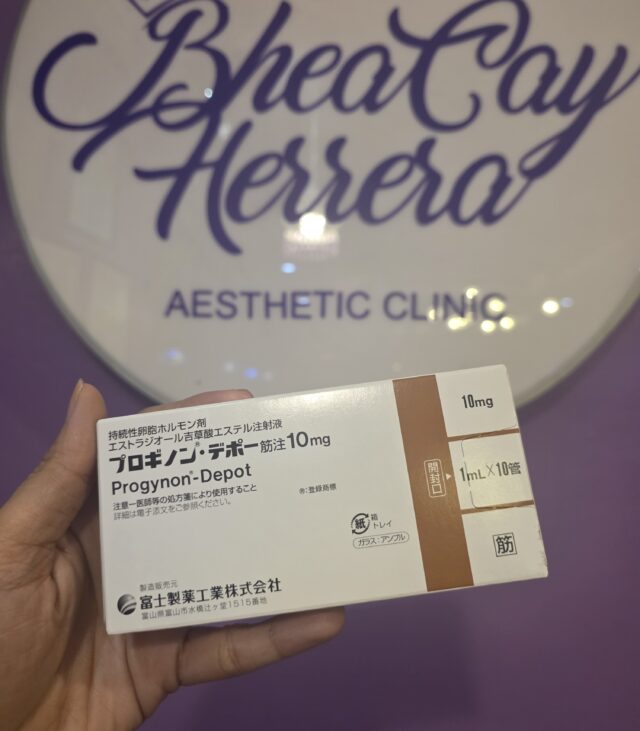 Bhea Cay
Herrera
AESTHETIC CLINIC
持続性卵胞ホルモン剤
エストラジオール吉草酸エステル注射液
プロギノン®・デポー筋注10mg
Progynon®-Depot
注意一医師等の処方箋により使用すること
詳細は電子添文をご参照ください。
®:登録商標
紙 箱
トレイ
ガラス:アンプル
製造販売元
富士製薬工業株式会社
富山県富山市水橋辻ヶ堂1515番地
開封口
10mg
1mL×10管
筋